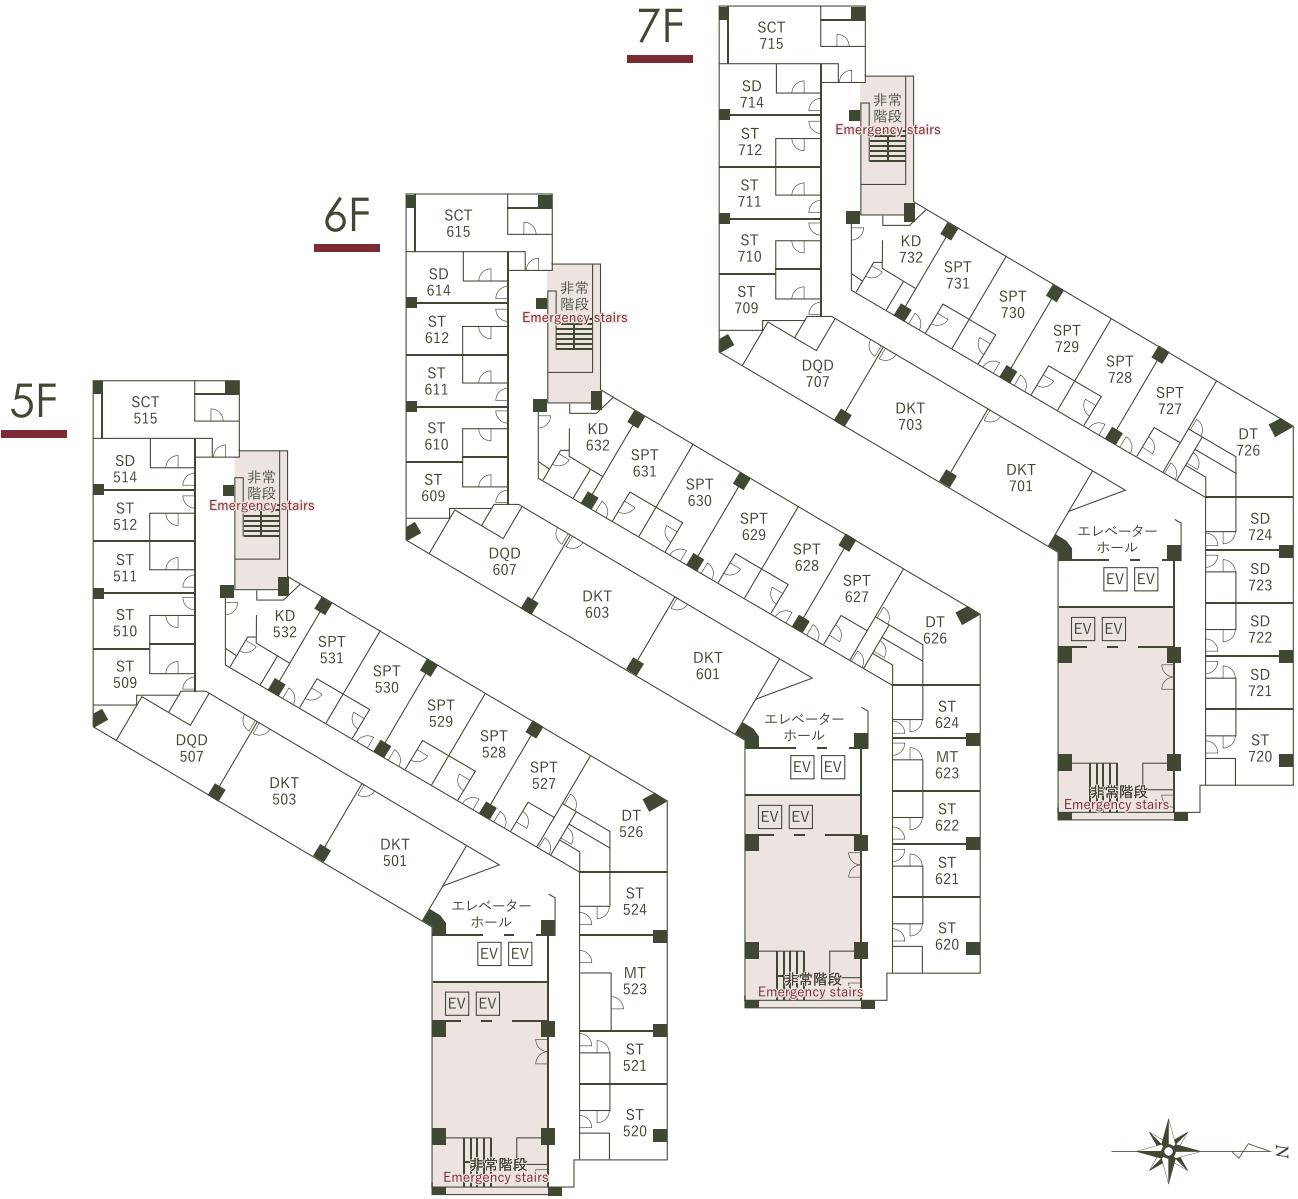 7F
SCT
715
SD
714
非常
階段
Emergency stairs
ST
712
ST
711
ST
710
ST
709
KD
732
SPT
731
SPT
730
SPT
729
SPT
728
SPT
727
DT
726
DQD
707
DKT
703
DKT
701
エレベーター
ホール
EV EV
EV EV
SD
724
SD
723
SD
722
SD
721
ST
720
非常階段
Emergency stairs
6F
SCT
615
SD
614
非常
階段
Emergency stairs
ST
612
ST
611
ST
610
ST
609
KD
632
SPT
631
SPT
630
SPT
629
SPT
628
SPT
627
DT
626
DQD
607
DKT
603
DKT
601
エレベーター
ホール
EV EV
EV EV
ST
624
MT
623
ST
622
ST
621
ST
620
非常階段
Emergency stairs
5F
SCT
515
SD
514
非常
階段
Emergency stairs
ST
512
ST
511
ST
510
ST
509
KD
532
SPT
531
SPT
530
SPT
529
SPT
528
SPT
527
DT
526
DQD
507
DKT
503
DKT
501
エレベーター
ホール
EV EV
EV EV
ST
524
MT
523
ST
521
ST
520
非常階段
Emergency stairs
N